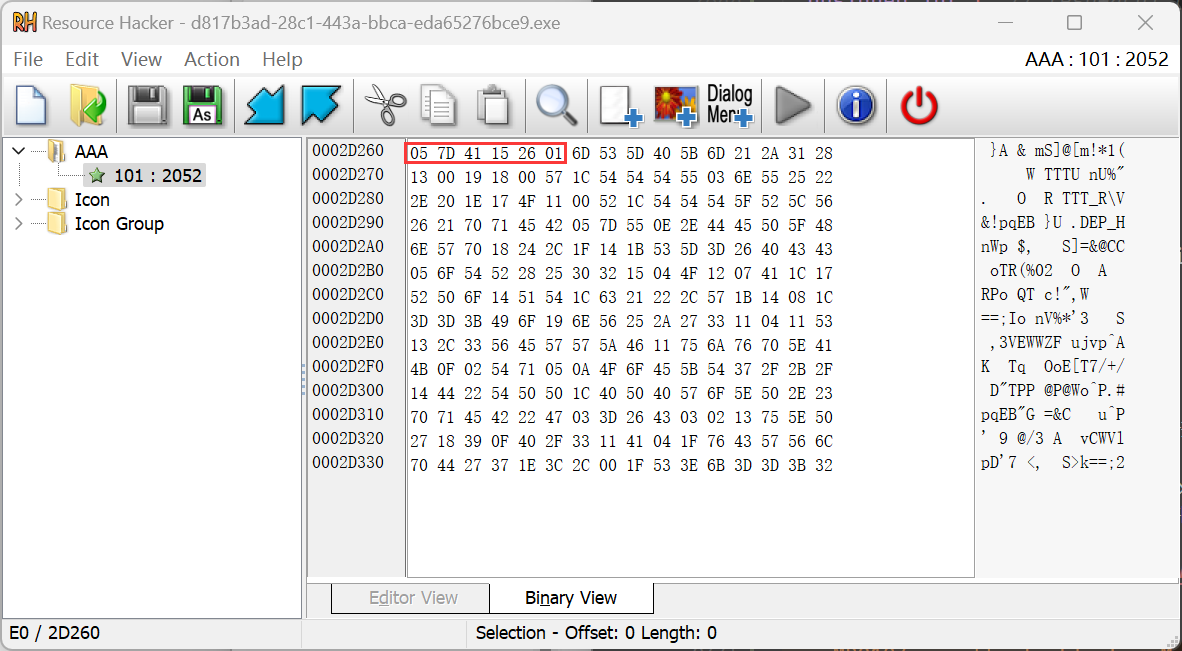 Resource Hacker - d817b3ad-28c1-443a-bbca-eda65276bce9.exe
File Edit View Action Help AAA : 101 : 2052
As Dialog Menu
AAA
101 : 2052
Icon
Icon Group
0002D260 05 7D 41 15 26 01 6D 53 5D 40 5B 6D 21 2A 31 28 }A & mS]@[m!*1(
0002D270 13 00 19 18 00 57 1C 54 54 54 55 03 6E 55 25 22 W TTTU nU%"
0002D280 2E 20 1E 17 4F 11 00 52 1C 54 54 54 5F 52 5C 56 . O R TTT_R\V
0002D290 26 21 70 71 45 42 05 7D 55 0E 2E 44 45 50 5F 48 &!pqEB }U .DEP_H
0002D2A0 6E 57 70 18 24 2C 1F 14 1B 53 5D 3D 26 40 43 43 nWp $, S]=&@CC
0002D2B0 05 6F 54 52 28 25 30 32 15 04 4F 12 07 41 1C 17 oTR(%02 O A
0002D2C0 52 50 6F 14 51 54 1C 63 21 22 2C 57 1B 14 08 1C RPo QT c!",W
0002D2D0 3D 3D 3B 49 6F 19 6E 56 25 2A 27 33 11 04 11 53 ==;Io nV%*'3 S
0002D2E0 13 2C 33 56 45 57 57 5A 46 11 75 6A 76 70 5E 41 ,3VEWWZF ujvp^A
0002D2F0 4B 0F 02 54 71 05 0A 4F 6F 45 5B 54 37 2F 2B 2F K Tq OoE[T7/+/
0002D300 14 44 22 54 50 50 1C 40 50 40 57 6F 5E 50 2E 23 D"TPP @P@Wo^P.#
0002D310 70 71 45 42 22 47 03 3D 26 43 03 02 13 75 5E 50 pqEB"G =&C u^P
0002D320 27 18 39 0F 40 2F 33 11 41 04 1F 76 43 57 56 6C ' 9 @/3 A vCWVl
0002D330 70 44 27 37 1E 3C 2C 00 1F 53 3E 6B 3D 3D 3B 32 pD'7 <, S>k==;2
Editor View Binary View
E0 / 2D260 Selection - Offset: 0 Length: 0